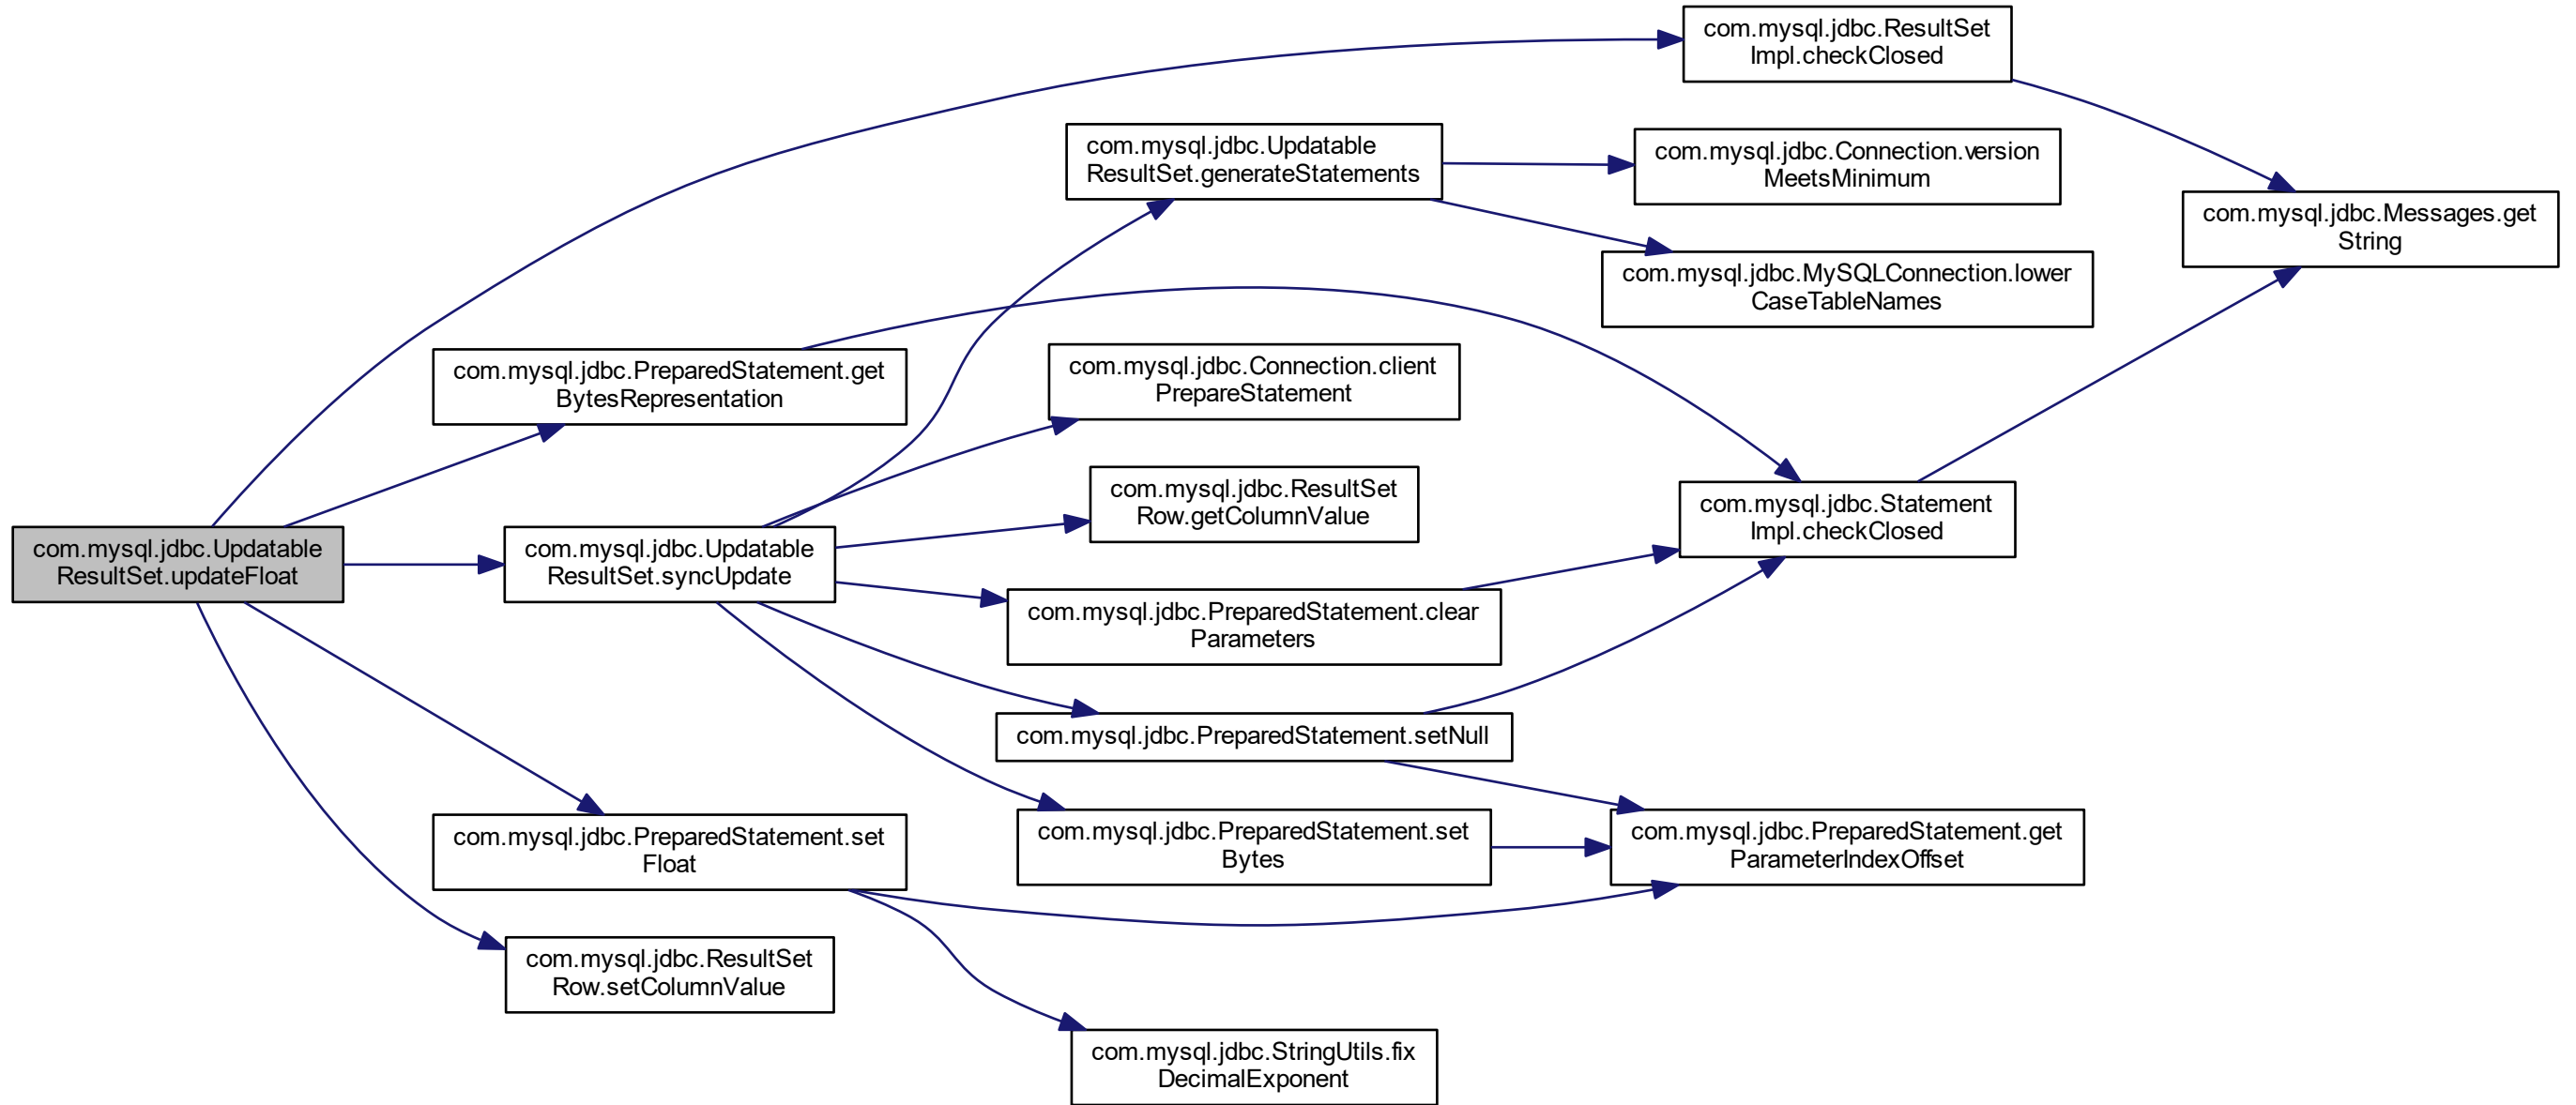 com.mysql.jdbc.ResultSet
Impl.checkClosed
com.mysql.jdbc.Updatable
ResultSet.generateStatements
com.mysql.jdbc.Connection.version
MeetsMinimum
com.mysql.jdbc.Messages.get
String
com.mysql.jdbc.MySQLConnection.lower
CaseTableNames
com.mysql.jdbc.PreparedStatement.get
BytesRepresentation
com.mysql.jdbc.Connection.client
PrepareStatement
com.mysql.jdbc.ResultSet
Row.getColumnValue
com.mysql.jdbc.Statement
Impl.checkClosed
com.mysql.jdbc.Updatable
ResultSet.updateFloat
com.mysql.jdbc.Updatable
ResultSet.syncUpdate
com.mysql.jdbc.PreparedStatement.clear
Parameters
com.mysql.jdbc.PreparedStatement.setNull
com.mysql.jdbc.PreparedStatement.set
Float
com.mysql.jdbc.PreparedStatement.set
Bytes
com.mysql.jdbc.PreparedStatement.get
ParameterIndexOffset
com.mysql.jdbc.ResultSet
Row.setColumnValue
com.mysql.jdbc.StringUtils.fix
DecimalExponent